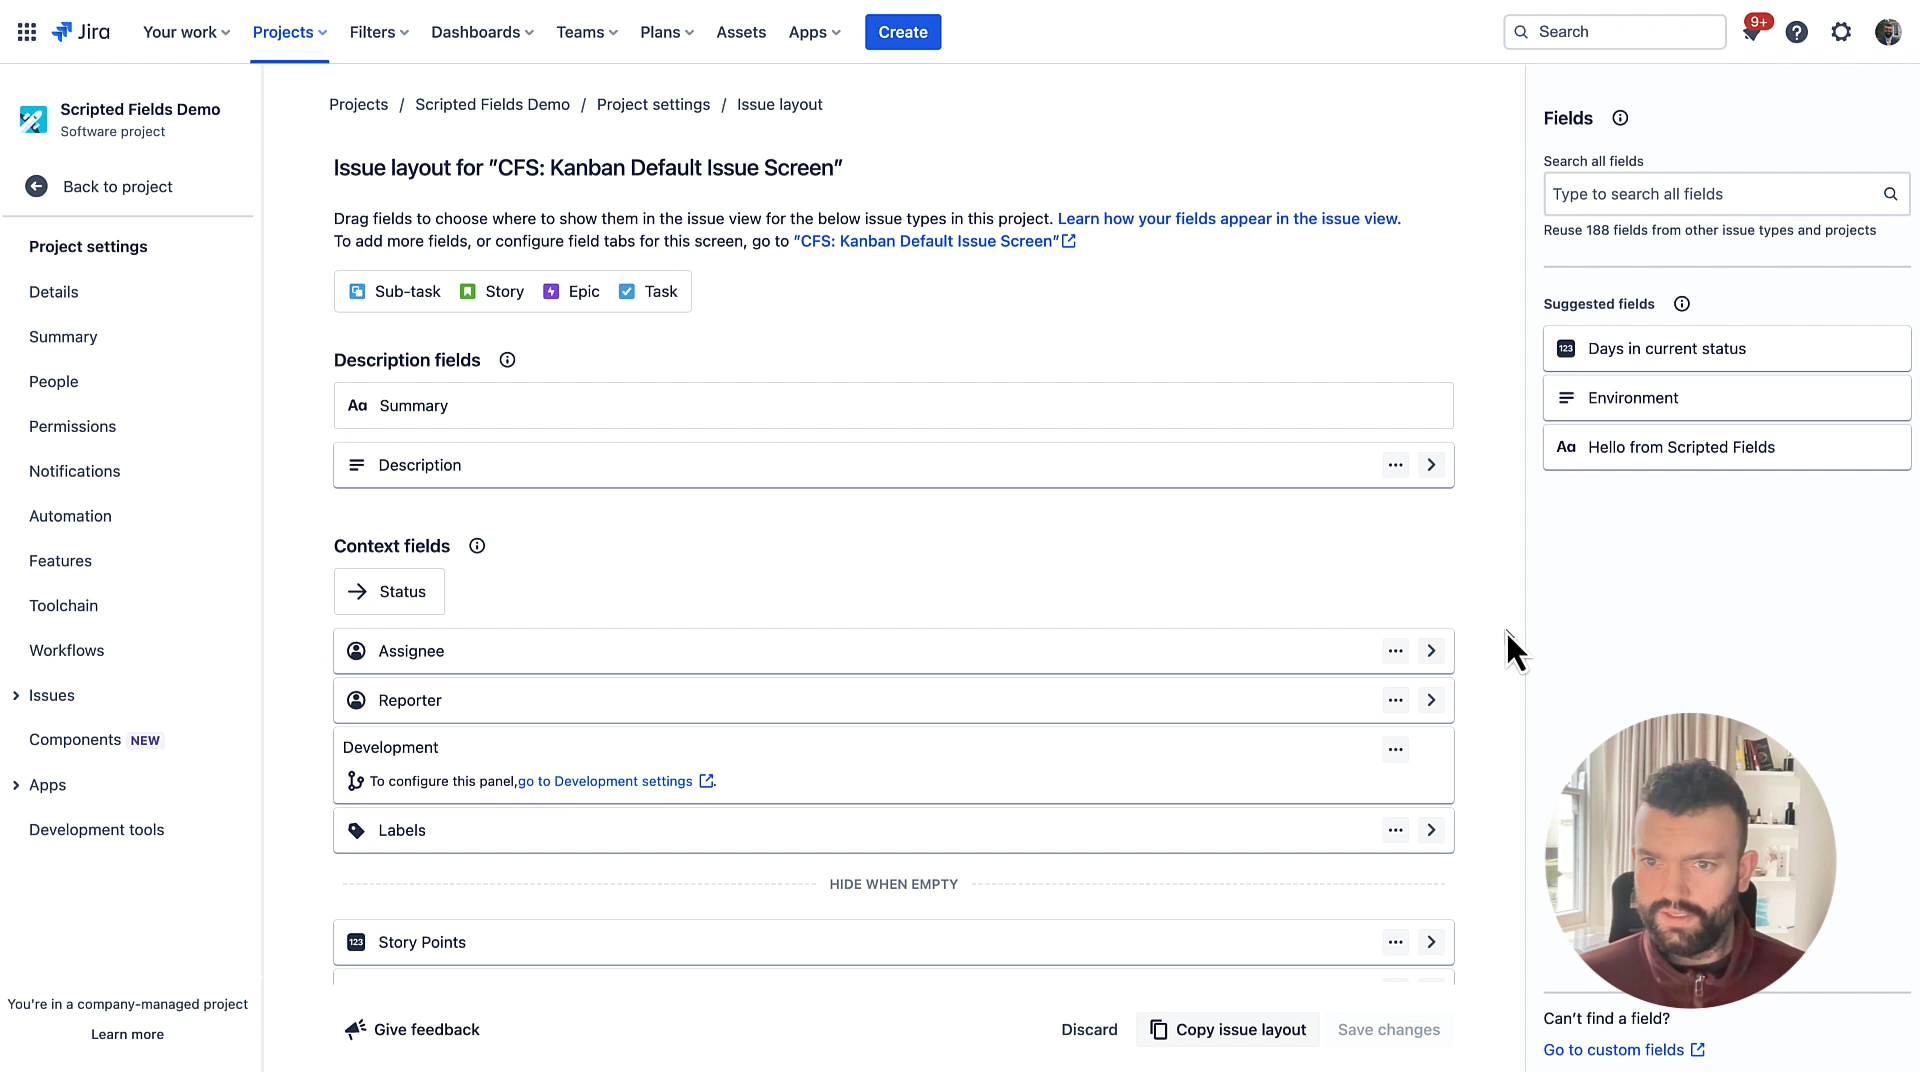 Jira
Your work
Projects
Filters
Dashboards
Teams
Plans
Assets
Apps
Create
Search
9+
Scripted Fields Demo
Software project
Back to project
Project settings
Details
Summary
People
Permissions
Notifications
Automation
Features
Toolchain
Workflows
Issues
Components NEW
Apps
Development tools
You're in a company-managed project
Learn more
Projects / Scripted Fields Demo / Project settings / Issue layout
Issue layout for "CFS: Kanban Default Issue Screen"
Drag fields to choose where to show them in the issue view for the below issue types in this project. Learn how your fields appear in the issue view.
To add more fields, or configure field tabs for this screen, go to "CFS: Kanban Default Issue Screen"
Sub-task Story Epic Task
Description fields
Aa Summary
Description
Context fields
Status
Assignee
Reporter
Development
To configure this panel,go to Development settings .
Labels
HIDE WHEN EMPTY
123 Story Points
Give feedback
Discard
Copy issue layout
Save changes
Fields
Search all fields
Type to search all fields
Reuse 188 fields from other issue types and projects
Suggested fields
123 Days in current status
Environment
Aa Hello from Scripted Fields
Can't find a field?
Go to custom fields